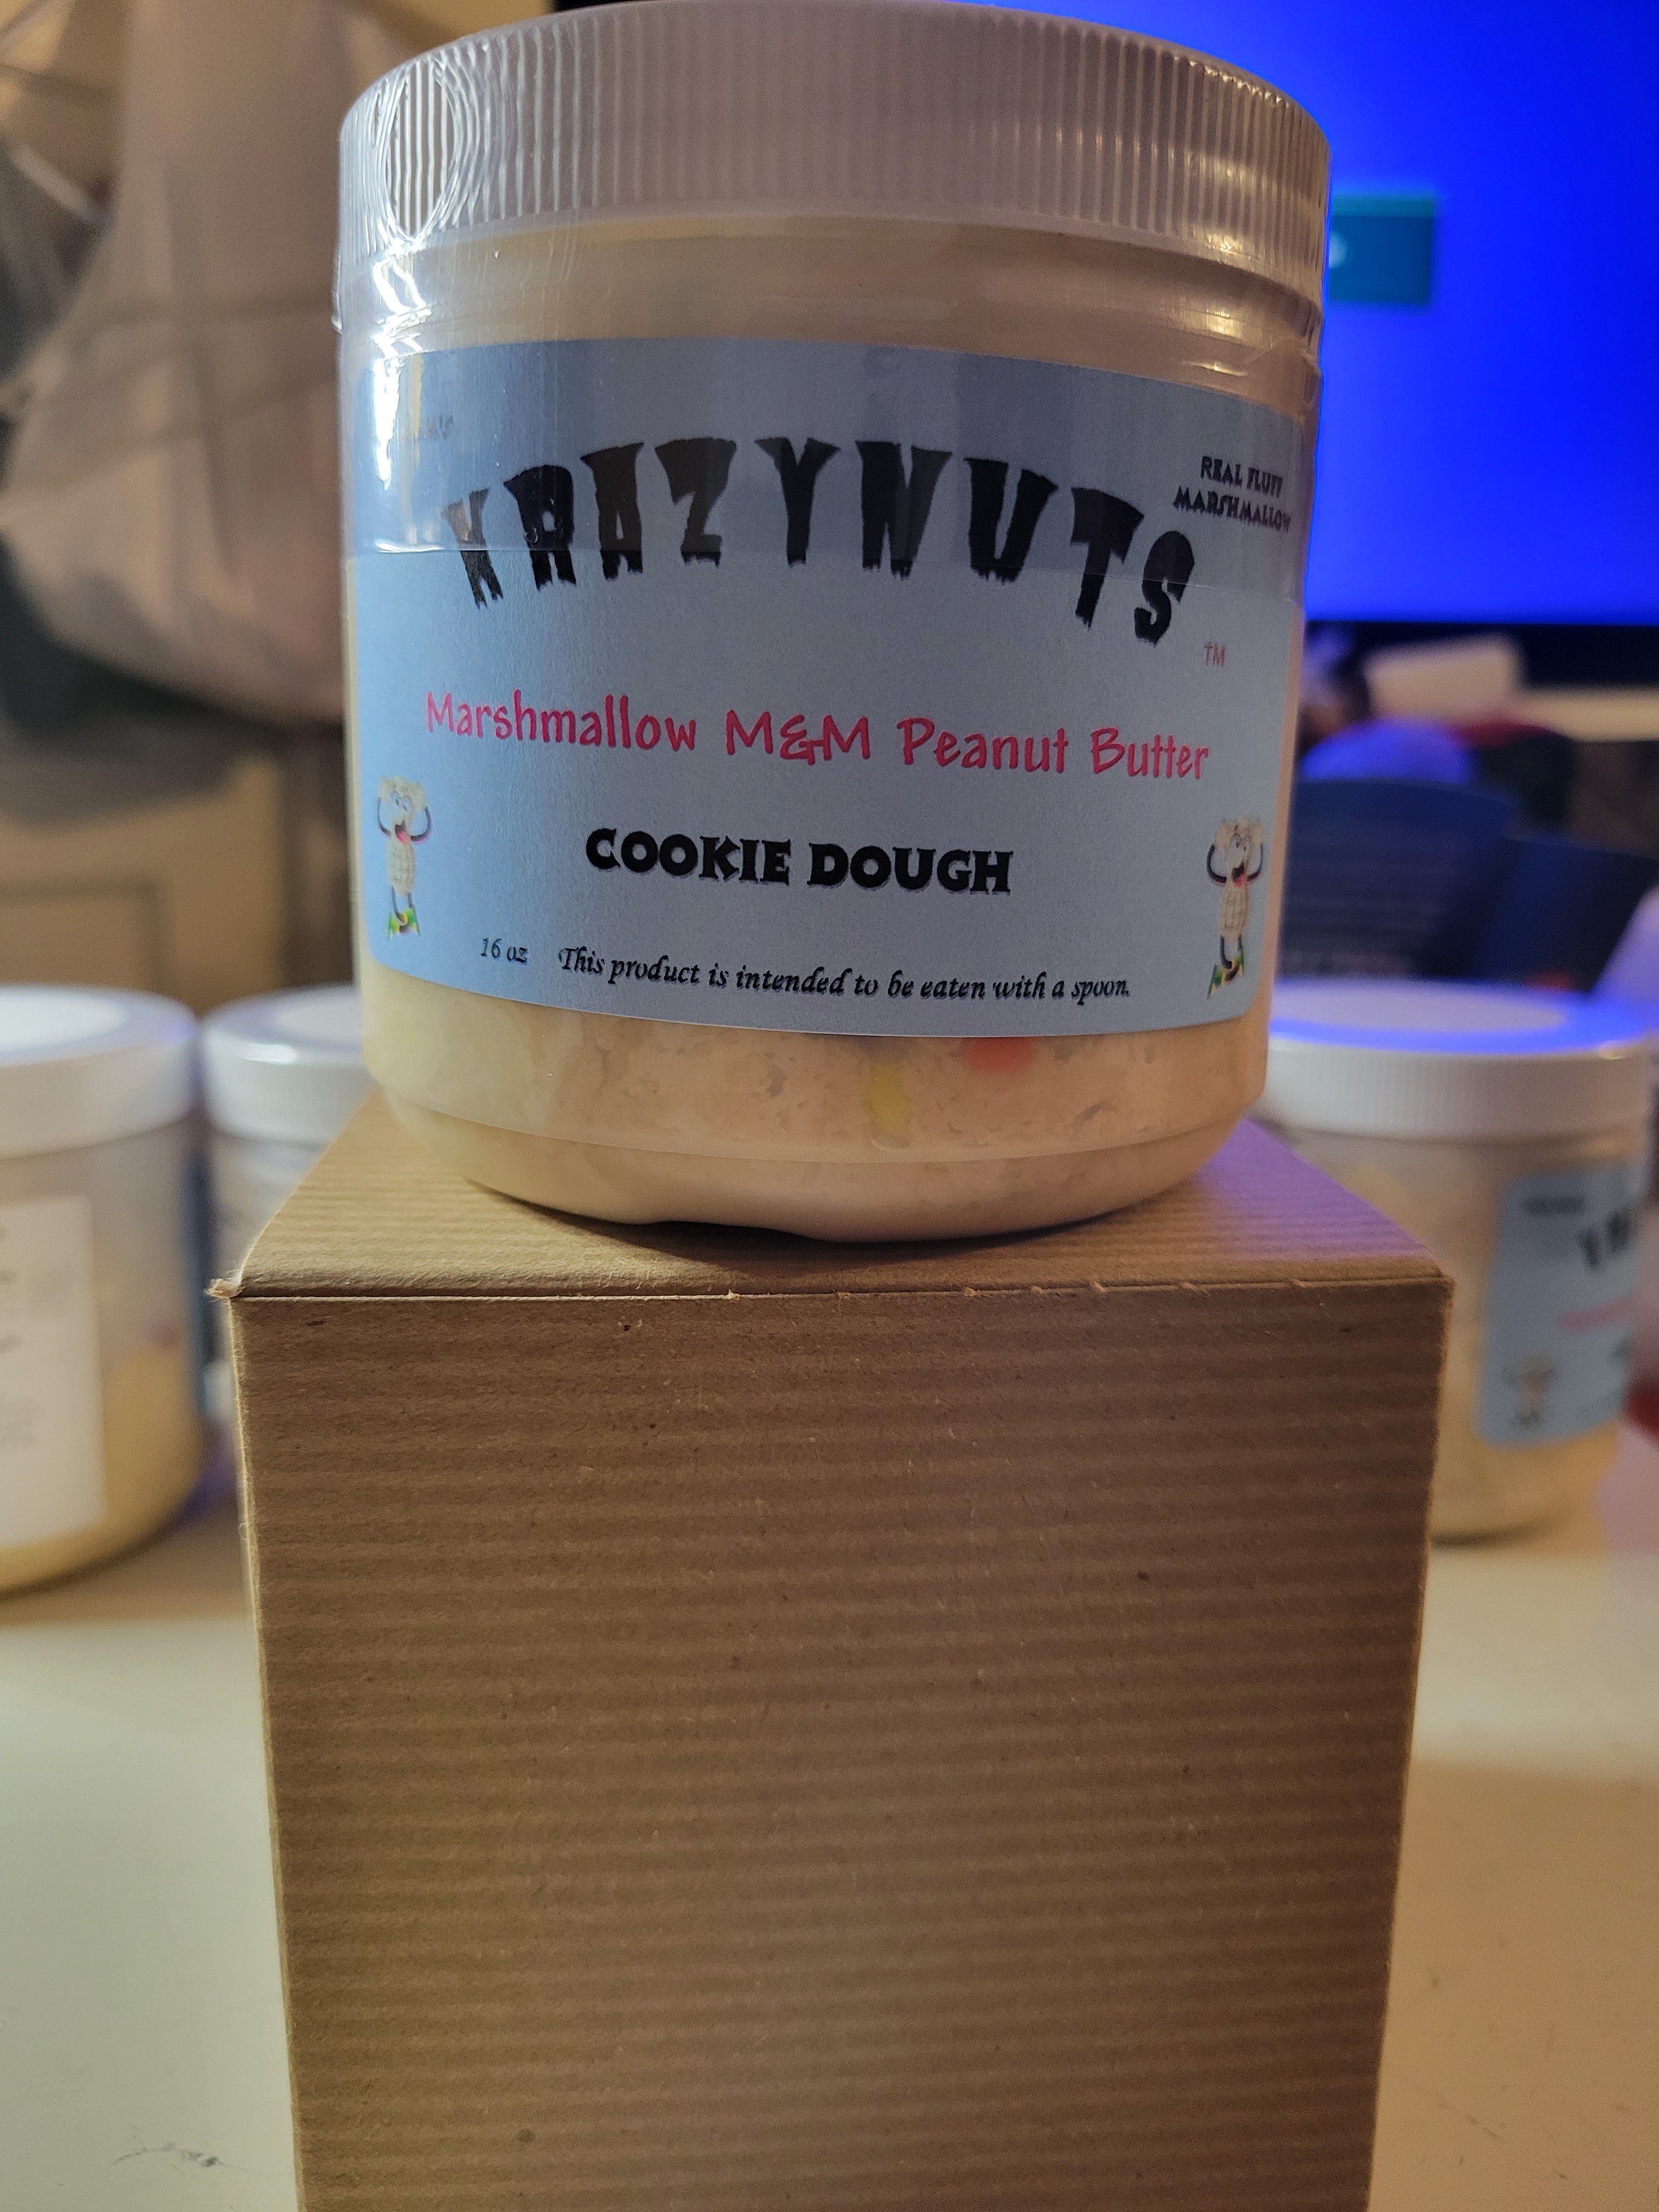 KRAZYNUTS
REAL FLUFF
MARSHMALLOW
TM
Marshmallow M&M Peanut Butter
COOKIE DOUGH
16 oz This product is intended to be eaten with a spoon.